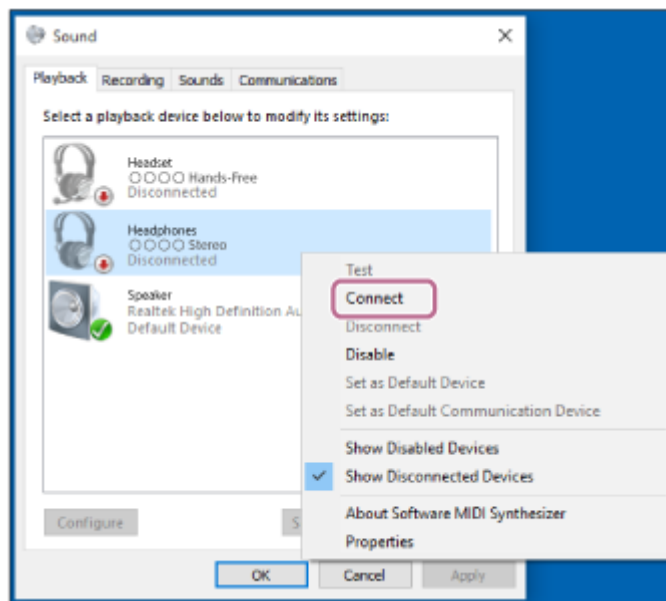 Sound
Playback Recording Sounds Communications
Select a playback device below to modify its settings:
Headset
○○○○ Hands-Free
Disconnected
Headphones
○○○○ Stereo
Disconnected
Speaker
Realtek High Definition Au
Default Device
Test
Connect
Disconnect
Disable
Set as Default Device
Set as Default Communication Device
Show Disabled Devices
Show Disconnected Devices
About Software MIDI Synthesizer
Properties
Configure
OK Cancel Apply